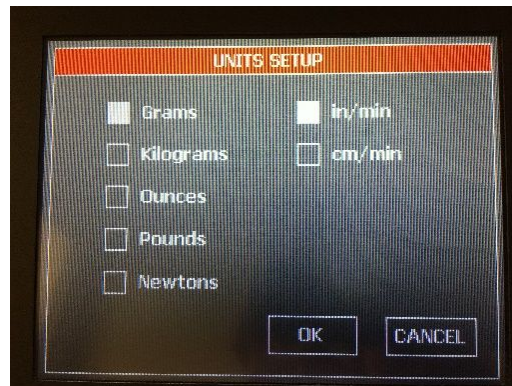 UNITS SETUP
Grams
in/min
Kilograms
cm/min
Ounces
Pounds
Newtons
OK
CANCEL